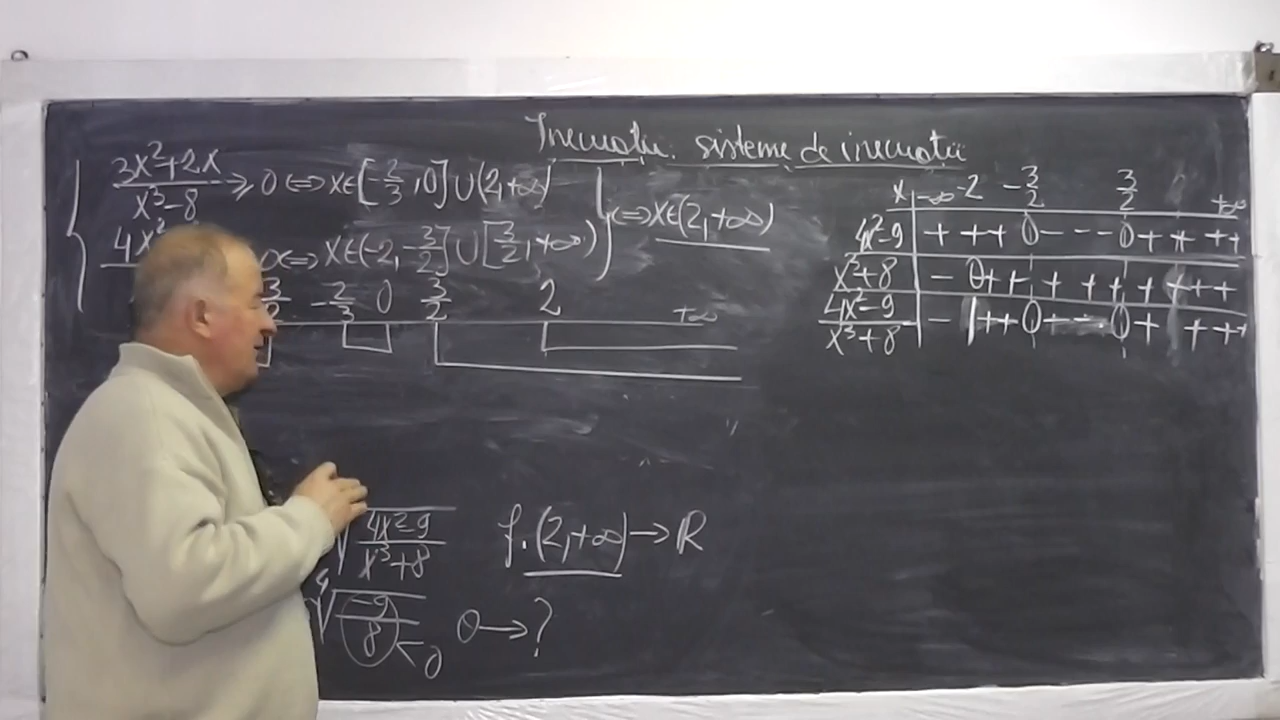 Inecuații. sisteme de inecuații
3x²+2x / x³-8 ≥ 0 ⇔ x∈[-2/3, 0] ∪ (2, +∞)
4x²
0 ⇔ x∈(-2, -3/2] ∪ [3/2, +∞)
⇔ x∈(2, +∞)
-2/3 0 3/2 2 +∞
x -∞ -2 -3/2 3/2 +∞
4x²-9 + + + 0 - - - 0 + + + +
x³+8 - 0 + + + + + + + + +
4x²-9 / x³+8 - | + + 0 - - - 0 + + + +
√(4x²-9 / x³+8) f: (2, +∞) → ℝ
⁴√(-9 / 8) < 0 0 → ?